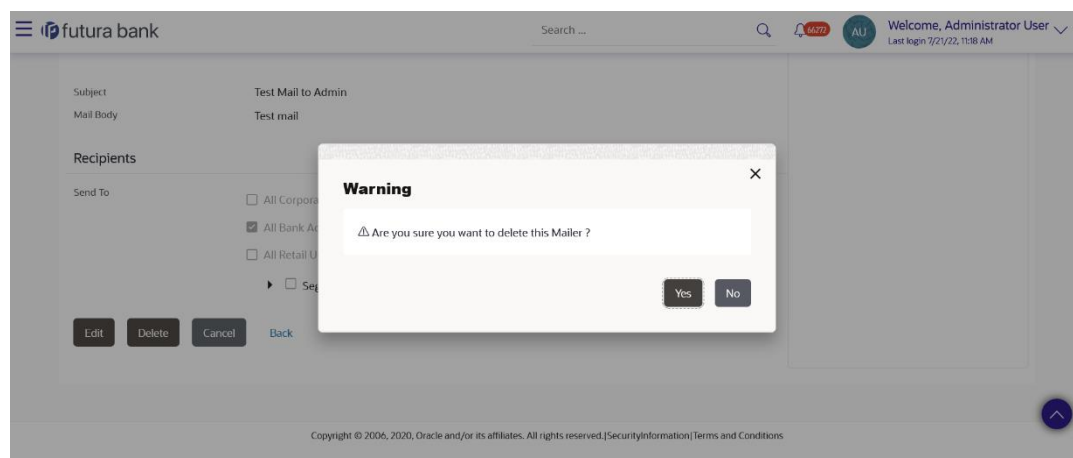 futura bank
Search ...
66272
AU
Welcome, Administrator User
Last login 7/21/22, 11:18 AM
Subject Test Mail to Admin
Mail Body Test mail
Recipients
Send To
All Corpora
All Bank Ac
All Retail U
Seg
Warning
Are you sure you want to delete this Mailer ?
Yes No
Edit Delete Cancel Back
Copyright © 2006, 2020, Oracle and/or its affiliates. All rights reserved.|SecurityInformation|Terms and Conditions